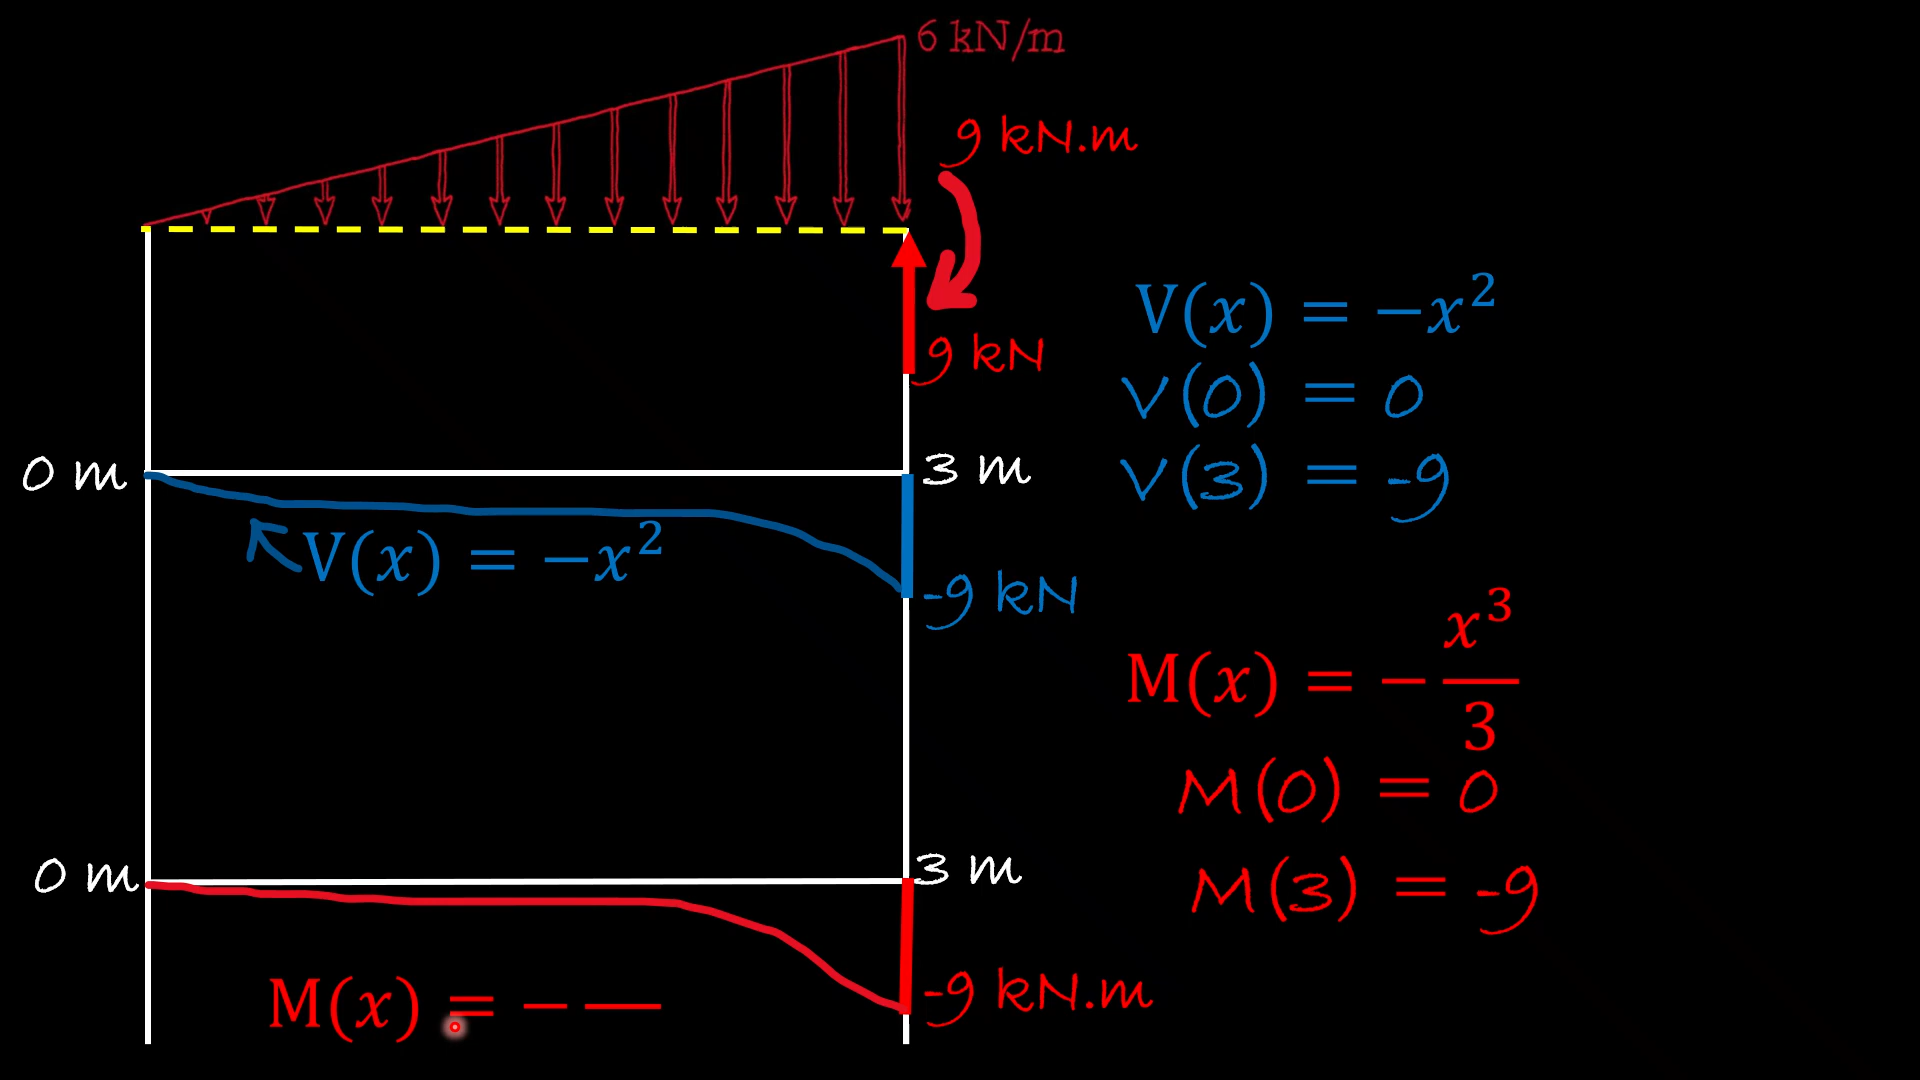 6 kN/m
9 kN.m
9 kN
V(x) = −x²
V(0) = 0
V(3) = -9
0 m
3 m
V(x) = −x²
-9 kN
M(x) = − x³/3
M(0) = 0
M(3) = -9
0 m
3 m
-9 kN.m
M(x) = − —